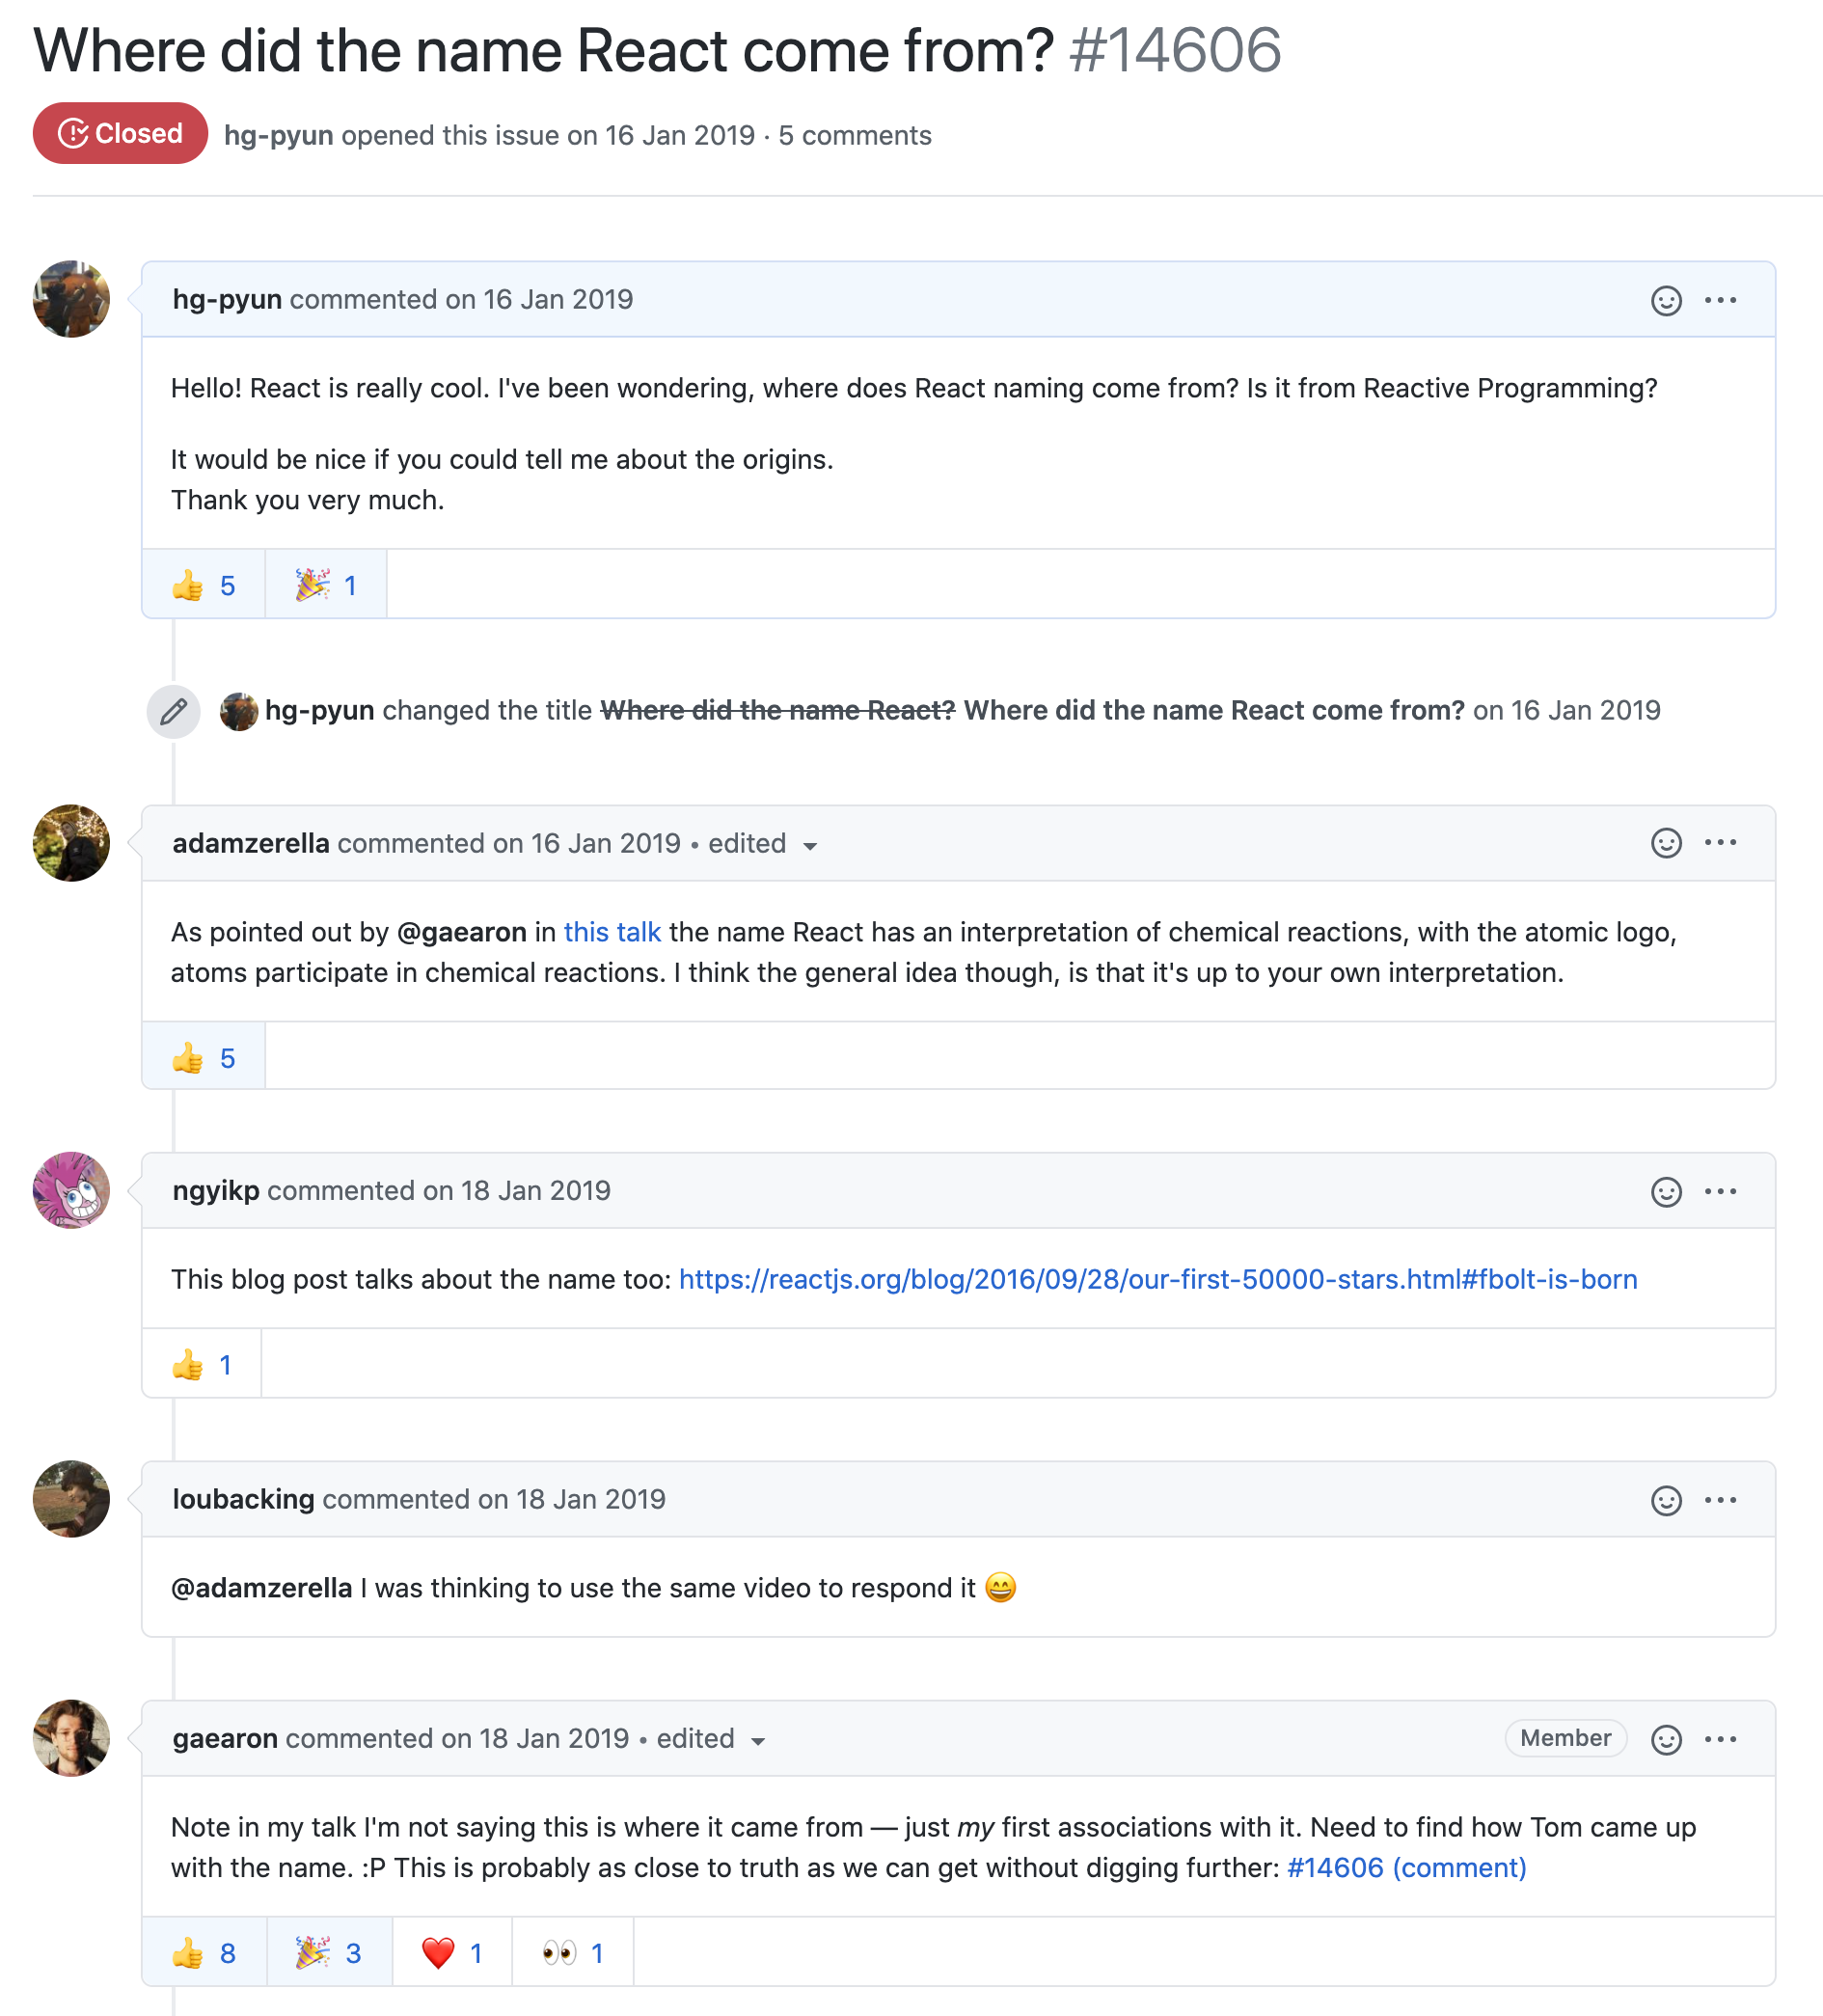 Where did the name React come from? #14606
Closed hg-pyun opened this issue on 16 Jan 2019 · 5 comments
hg-pyun commented on 16 Jan 2019
Hello! React is really cool. I've been wondering, where does React naming come from? Is it from Reactive Programming?
It would be nice if you could tell me about the origins.
Thank you very much.
👍 5 🎉 1
hg-pyun changed the title Where did the name React? Where did the name React come from? on 16 Jan 2019
adamzerella commented on 16 Jan 2019 • edited
As pointed out by @gaearon in this talk the name React has an interpretation of chemical reactions, with the atomic logo,
atoms participate in chemical reactions. I think the general idea though, is that it's up to your own interpretation.
👍 5
ngyikp commented on 18 Jan 2019
This blog post talks about the name too: https://reactjs.org/blog/2016/09/28/our-first-50000-stars.html#fbolt-is-born
👍 1
loubacking commented on 18 Jan 2019
@adamzerella I was thinking to use the same video to respond it 😄
gaearon commented on 18 Jan 2019 • edited Member
Note in my talk I'm not saying this is where it came from — just my first associations with it. Need to find how Tom came up
with the name. :P This is probably as close to truth as we can get without digging further: #14606 (comment)
👍 8 🎉 3 ❤️ 1 👀 1